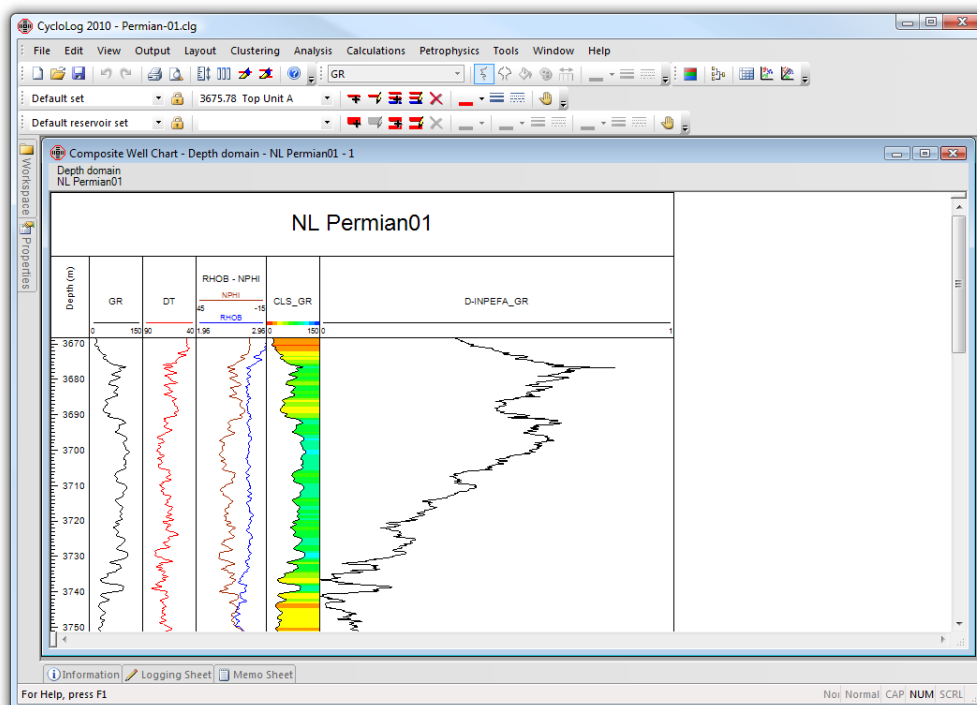 CycloLog 2010 - Permian-01.clg
File Edit View Output Layout Clustering Analysis Calculations Petrophysics Tools Window Help
GR
Default set 3675.78 Top Unit A
Default reservoir set
Workspace
Properties
Composite Well Chart - Depth domain - NL Permian01 - 1
Depth domain
NL Permian01
NL Permian01
Depth (m) GR DT RHOB - NPHI CLS_GR D-INPEFA_GR
NPHI
45 -15
RHOB
0 150 90 40 1.96 2.96 0 150 0 1
3670
3680
3690
3700
3710
3720
3730
3740
3750
Information Logging Sheet Memo Sheet
For Help, press F1 Nor Normal CAP NUM SCRL